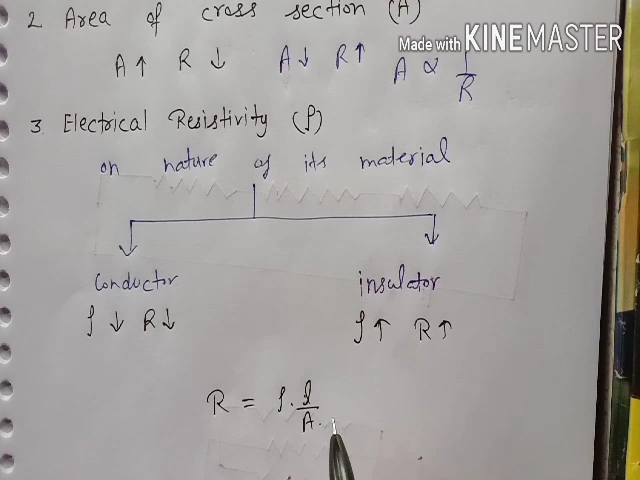 2. Area of cross section (A)
Made with KINEMASTER
A ↑ R ↓ A ↓ R ↑ A ∝ 1/R
3. Electrical Resistivity (ρ)
on nature of its material
Conductor insulator
ρ ↓ R ↓ ρ ↑ R ↑
R = ρ. l/A.